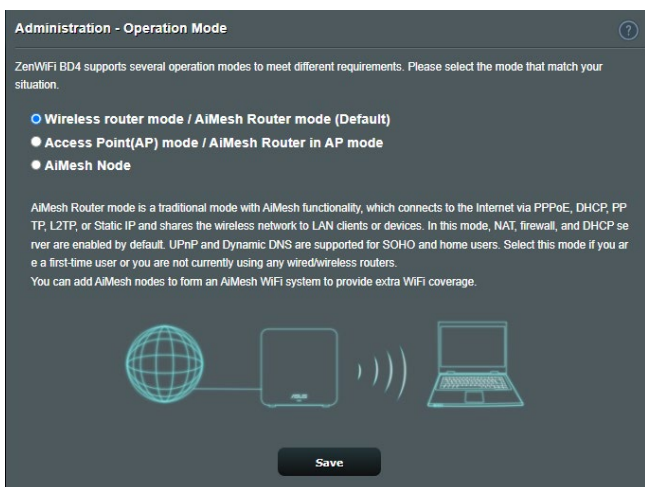 Administration - Operation Mode
?
ZenWiFi BD4 supports several operation modes to meet different requirements. Please select the mode that match your
situation.
Wireless router mode / AiMesh Router mode (Default)
Access Point(AP) mode / AiMesh Router in AP mode
AiMesh Node
AiMesh Router mode is a traditional mode with AiMesh functionality, which connects to the Internet via PPPoE, DHCP, PP
TP, L2TP, or Static IP and shares the wireless network to LAN clients or devices. In this mode, NAT, firewall, and DHCP se
rver are enabled by default. UPnP and Dynamic DNS are supported for SOHO and home users. Select this mode if you ar
e a first-time user or you are not currently using any wired/wireless routers.
You can add AiMesh nodes to form an AiMesh WiFi system to provide extra WiFi coverage.
ASUS
Save